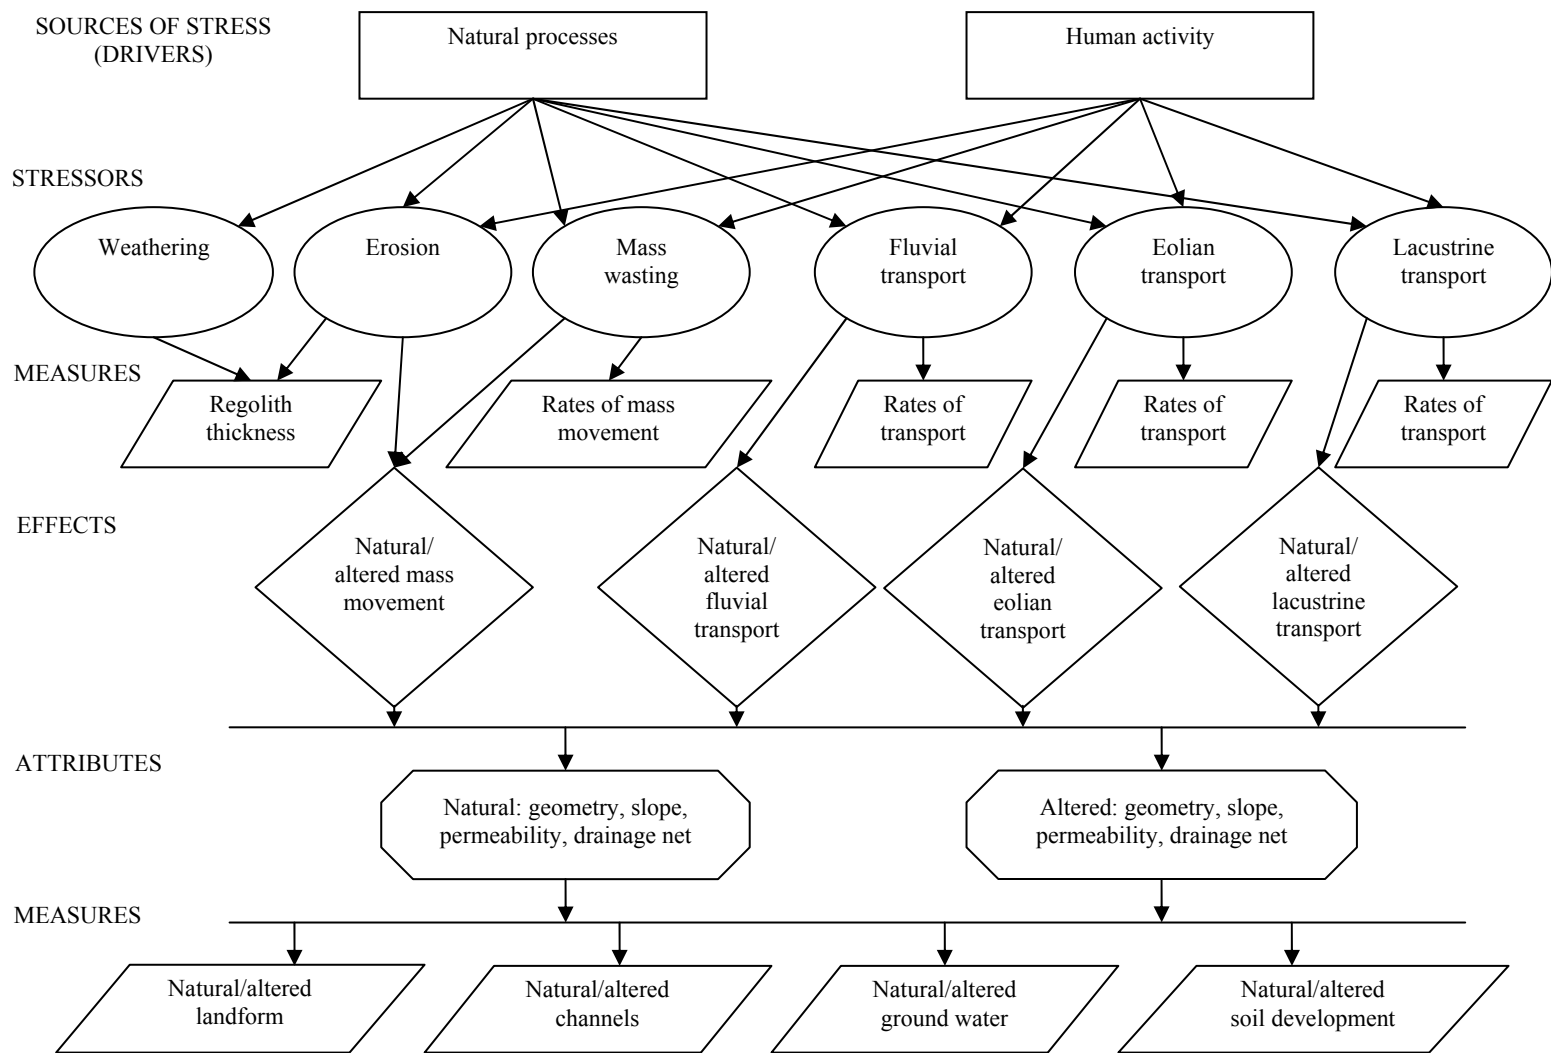 SOURCES OF STRESS
(DRIVERS)
Natural processes
Human activity
STRESSORS
Weathering
Erosion
Mass
wasting
Fluvial
transport
Eolian
transport
Lacustrine
transport
MEASURES
Regolith
thickness
Rates of mass
movement
Rates of
transport
Rates of
transport
Rates of
transport
EFFECTS
Natural/
altered mass
movement
Natural/
altered
fluvial
transport
Natural/
altered
eolian
transport
Natural/
altered
lacustrine
transport
ATTRIBUTES
Natural: geometry, slope,
permeability, drainage net
Altered: geometry, slope,
permeability, drainage net
MEASURES
Natural/altered
landform
Natural/altered
channels
Natural/altered
ground water
Natural/altered
soil development